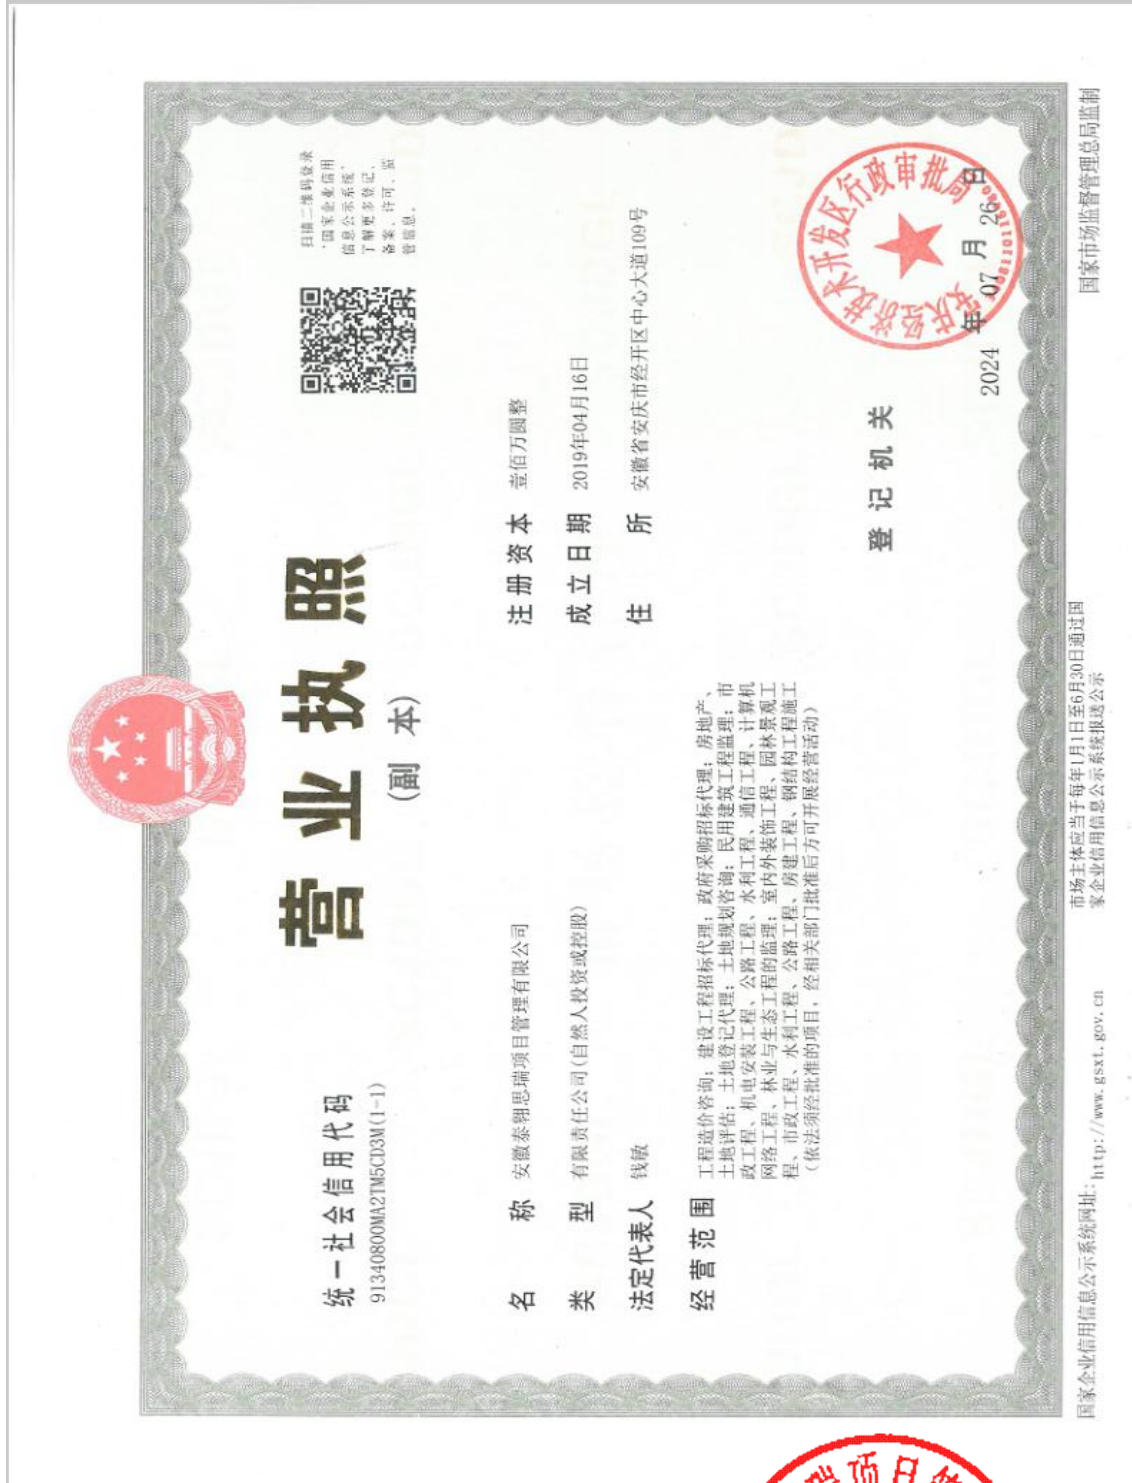 营业执照
(副 本)
统一社会信用代码
91340800MA2TM5CD3M(1-1)
扫描二维码登录
‘国家企业信用
信息公示系统’
了解更多登记、
备案、许可、监
管信息。
名 称 安徽泰翱思瑞项目管理有限公司
类 型 有限责任公司(自然人投资或控股)
法定代表人 钱敏
经营范围 工程造价咨询；建设工程招标代理；政府采购招标代理；房地产、
土地评估；土地登记代理；土地规划咨询；民用建筑工程监理；市
政工程、机电安装工程、公路工程、水利工程、通信工程、计算机
网络工程、林业与生态工程的监理；室内外装饰工程、园林景观工
程、市政工程、水利工程、公路工程、房建工程、钢结构工程施工
（依法须经批准的项目，经相关部门批准后方可开展经营活动）
注册资本 壹佰万圆整
成立日期 2019年04月16日
住 所 安徽省安庆市经开区中心大道109号
登记机关
安庆经济技术开发区行政审批局
2024 年 07 月 26 日
国家企业信用信息公示系统网址：http://www.gsxt.gov.cn
市场主体应当于每年1月1日至6月30日通过国
家企业信用信息公示系统报送公示
国家市场监督管理总局监制
瑞项目